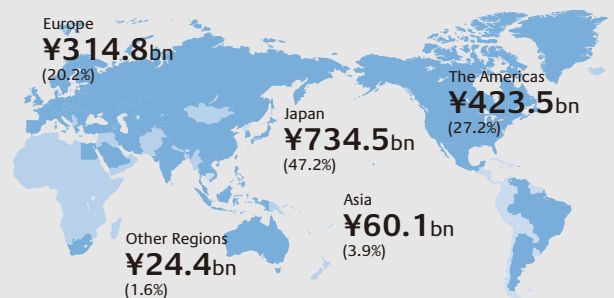 Europe
¥314.8bn
(20.2%)
The Americas
¥423.5bn
(27.2%)
Japan
¥734.5bn
(47.2%)
Asia
¥60.1bn
(3.9%)
Other Regions
¥24.4bn
(1.6%)